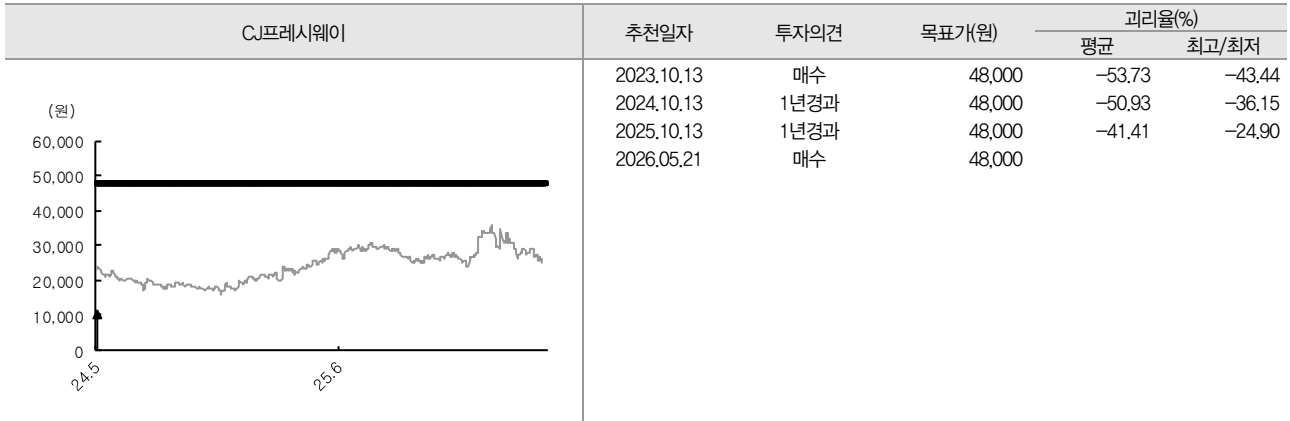 CJ프레시웨이 추천일자 투자의견 목표가(원) 괴리율(%)
평균 최고/최저
2023.10.13 매수 48,000 -53.73 -43.44
2024.10.13 1년경과 48,000 -50.93 -36.15
2025.10.13 1년경과 48,000 -41.41 -24.90
2026.05.21 매수 48,000
(원)
60,000
50,000
40,000
30,000
20,000
10,000
0
24.5 25.6